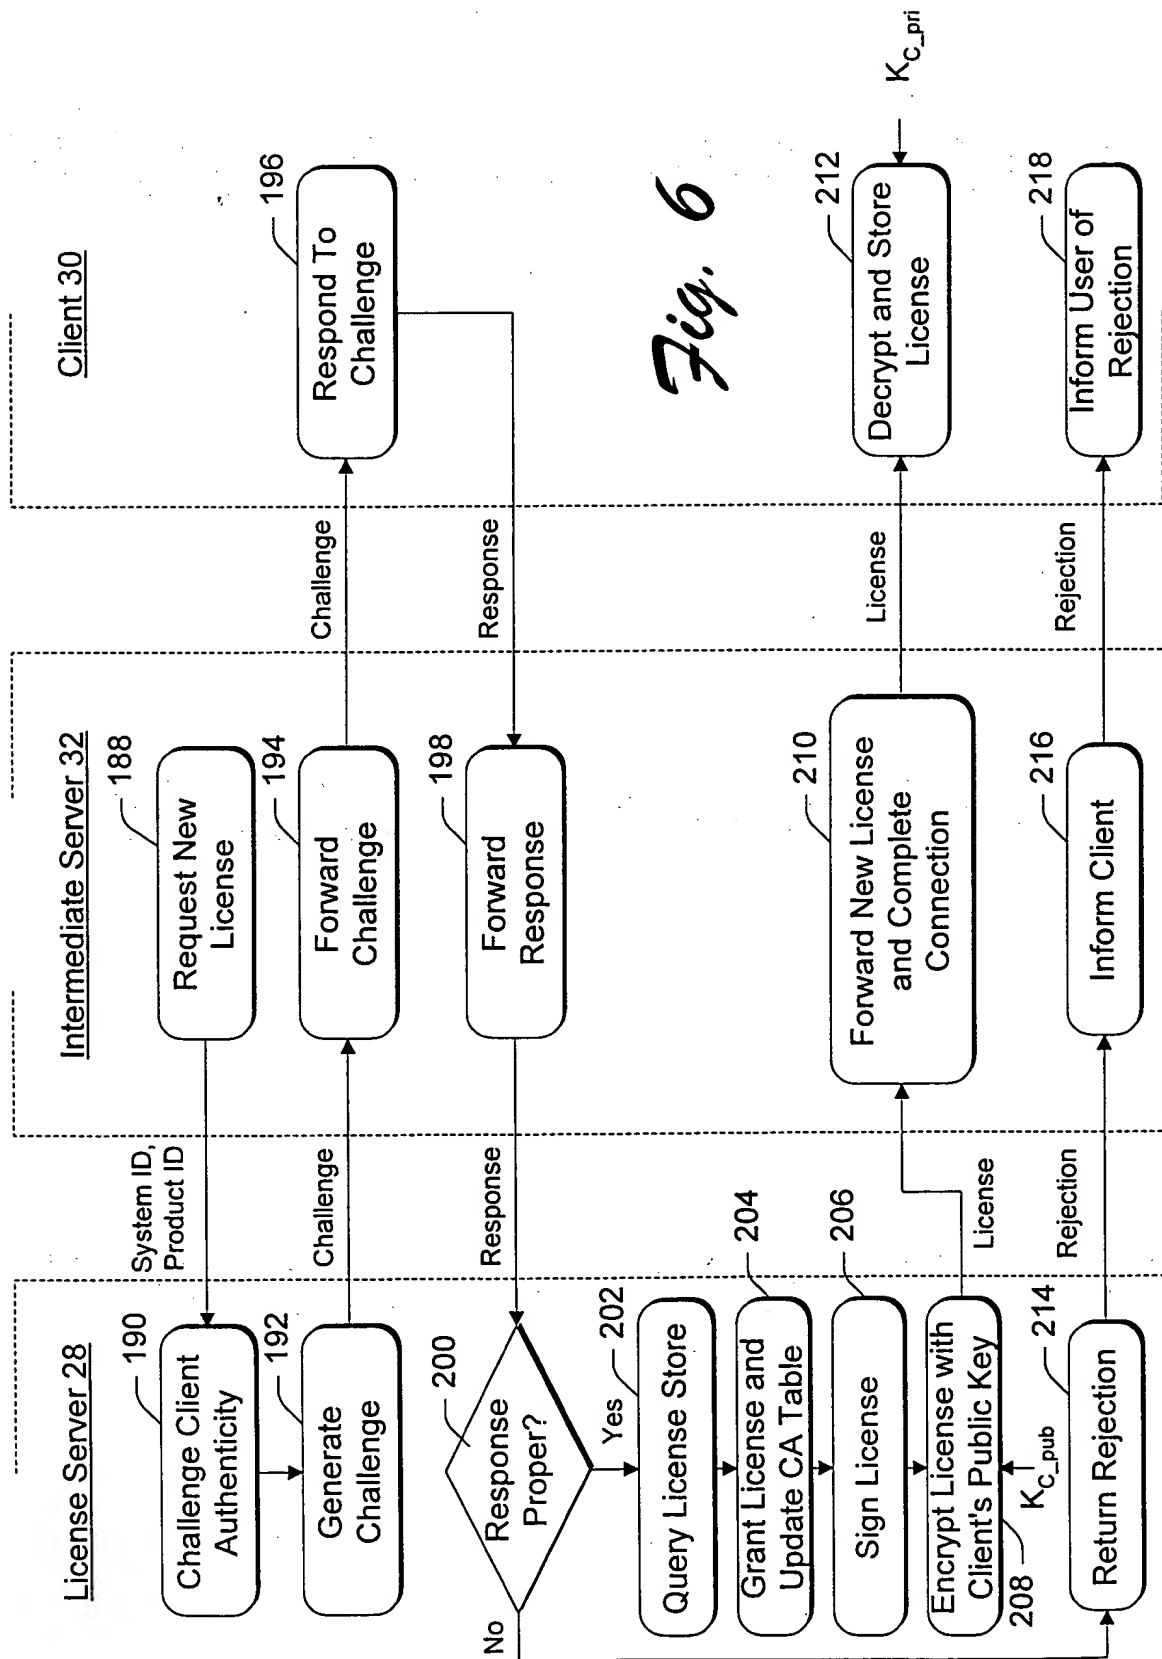 License Server 28
Intermediate Server 32
Client 30
188
Request New
License
System ID,
Product ID
190
Challenge Client
Authenticity
192
Generate
Challenge
Challenge
194
Forward
Challenge
Challenge
196
Respond To
Challenge
Response
198
Forward
Response
Response
200
Response
Proper?
No
Yes
202
Query License Store
204
Grant License and
Update CA Table
206
Sign License
Encrypt License with
Client's Public Key
208
KC_pub
License
210
Forward New License
and Complete
Connection
License
212
Decrypt and Store
License
KC_pri
214
Return Rejection
Rejection
216
Inform Client
Rejection
218
Inform User of
Rejection
Fig. 6